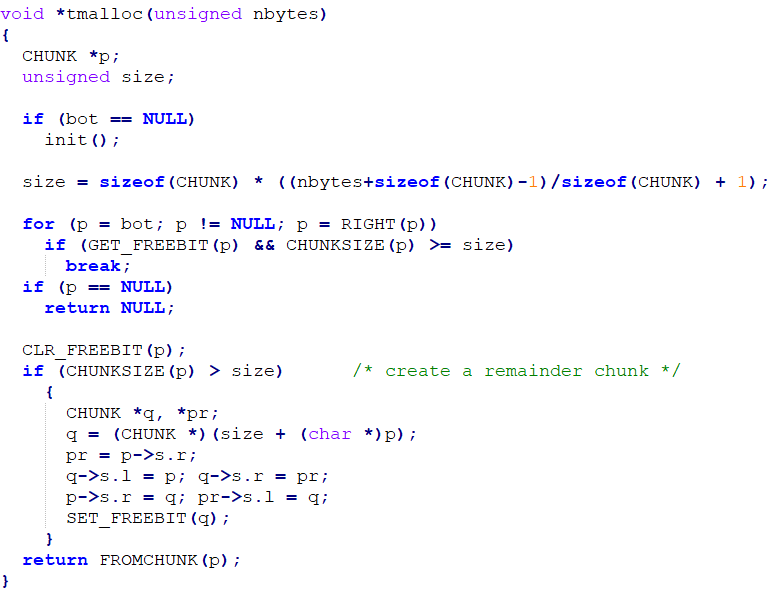 void *tmalloc(unsigned nbytes)
{
  CHUNK *p;
  unsigned size;

  if (bot == NULL)
    init();

  size = sizeof(CHUNK) * ((nbytes+sizeof(CHUNK)-1)/sizeof(CHUNK) + 1);

  for (p = bot; p != NULL; p = RIGHT(p))
    if (GET_FREEBIT(p) && CHUNKSIZE(p) >= size)
      break;
  if (p == NULL)
    return NULL;

  CLR_FREEBIT(p);
  if (CHUNKSIZE(p) > size)      /* create a remainder chunk */
    {
      CHUNK *q, *pr;
      q = (CHUNK *)(size + (char *)p);
      pr = p->s.r;
      q->s.l = p; q->s.r = pr;
      p->s.r = q; pr->s.l = q;
      SET_FREEBIT(q);
    }
  return FROMCHUNK(p);
}